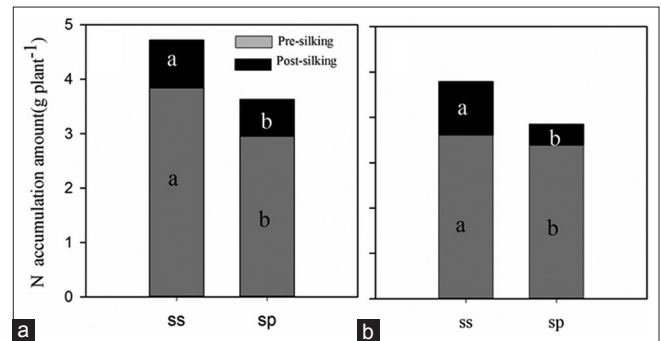 N accumulation amount(g plant-1)
5
4
3
2
1
0
Pre-silking
Post-silking
a
a
b
b
ss
sp
a
a
a
b
b
ss
sp
b